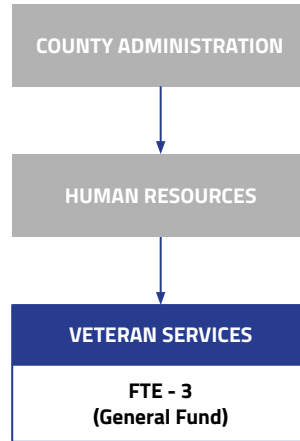 COUNTY ADMINISTRATION
HUMAN RESOURCES
VETERAN SERVICES
FTE - 3
(General Fund)